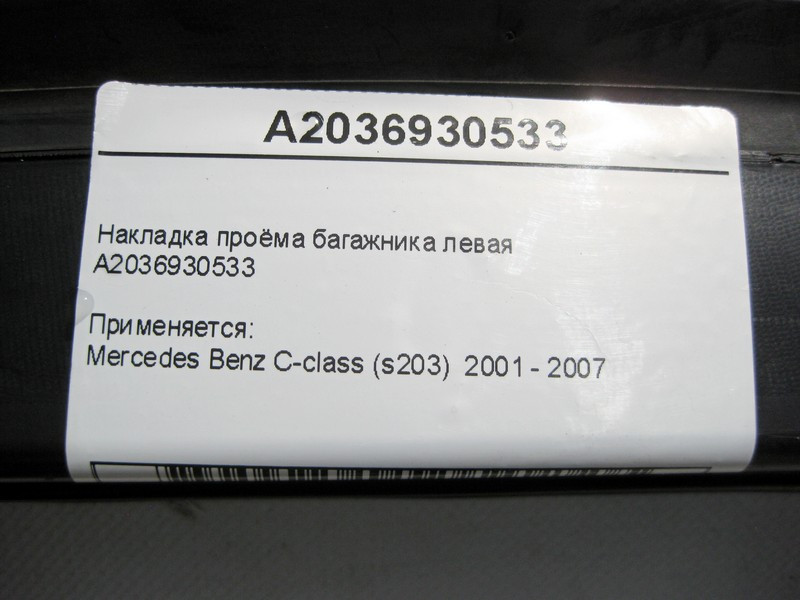 A2036930533
Накладка проёма багажника левая
A2036930533
Применяется:
Mercedes Benz C-class (s203) 2001 - 2007